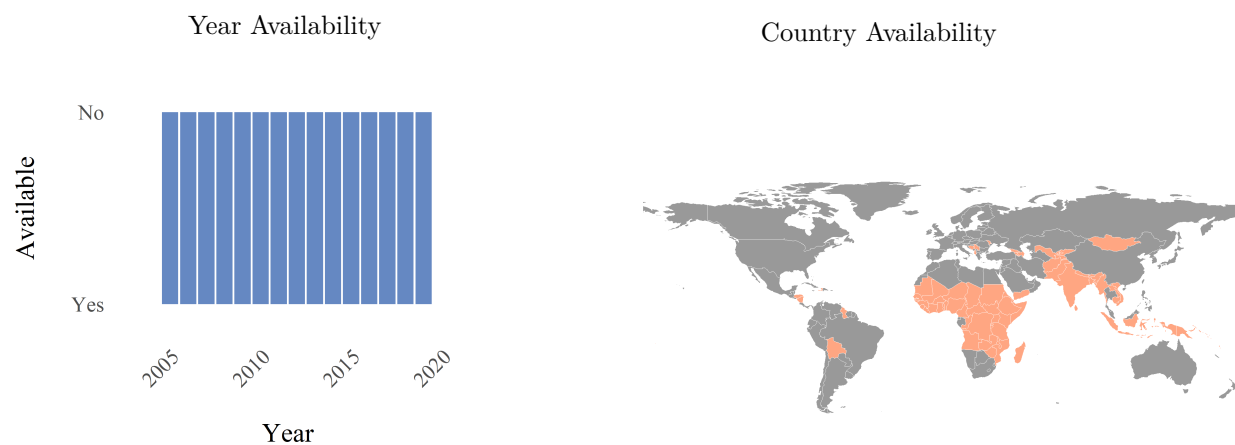 Year Availability
Country Availability
No
Available
Yes
2005
2010
2015
2020
Year